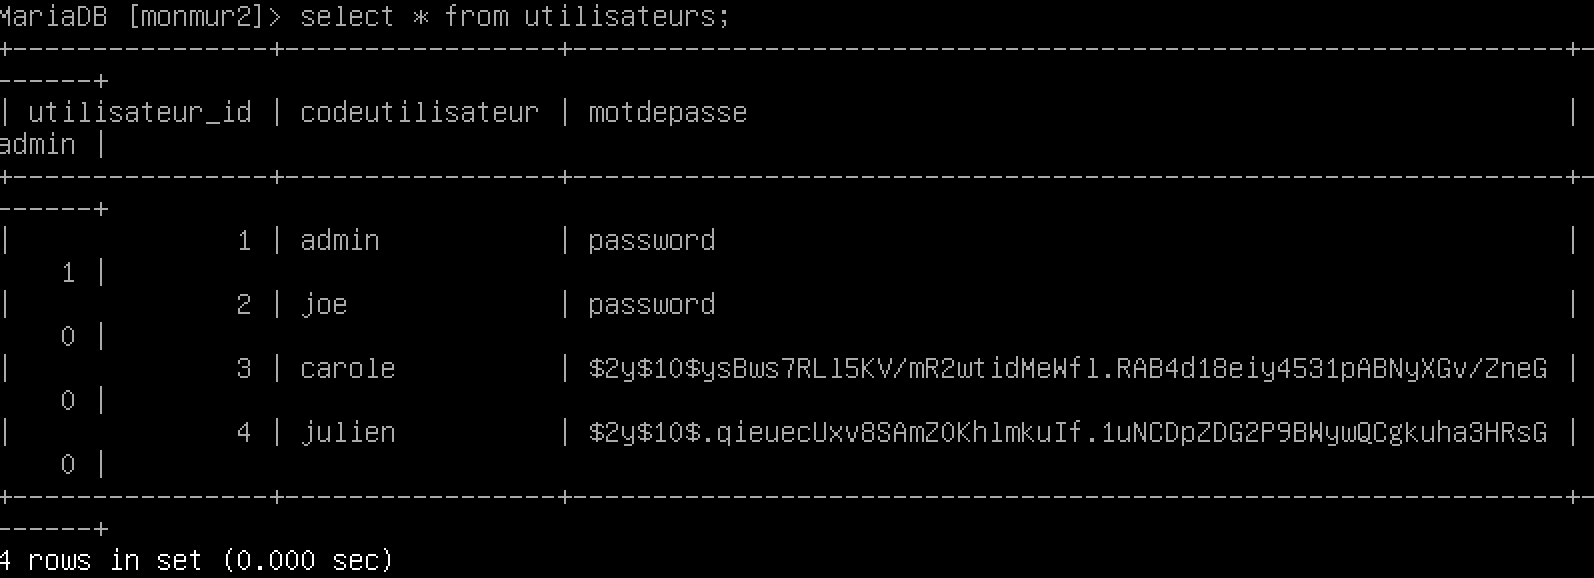 MariaDB [monmur2]> select * from utilisateurs;
+----------------+-----------------+--------------------------------------------------------------+-
------+
| utilisateur_id | codeutilisateur | motdepasse                                                   |
admin |
+----------------+-----------------+--------------------------------------------------------------+-
------+
|              1 | admin           | password                                                     |
    1 |
|              2 | joe             | password                                                     |
    0 |
|              3 | carole          | $2y$10$ysBws7RLl5KV/mR2wtidMeWfl.RAB4d18eiy4531pABNyXGv/ZneG |
    0 |
|              4 | julien          | $2y$10$.qieuecUxv8SAmZ0KhlmkuIf.1uNCDpZDG2P9BWywQCgkuha3HRsG |
    0 |
+----------------+-----------------+--------------------------------------------------------------+-
------+
4 rows in set (0.000 sec)